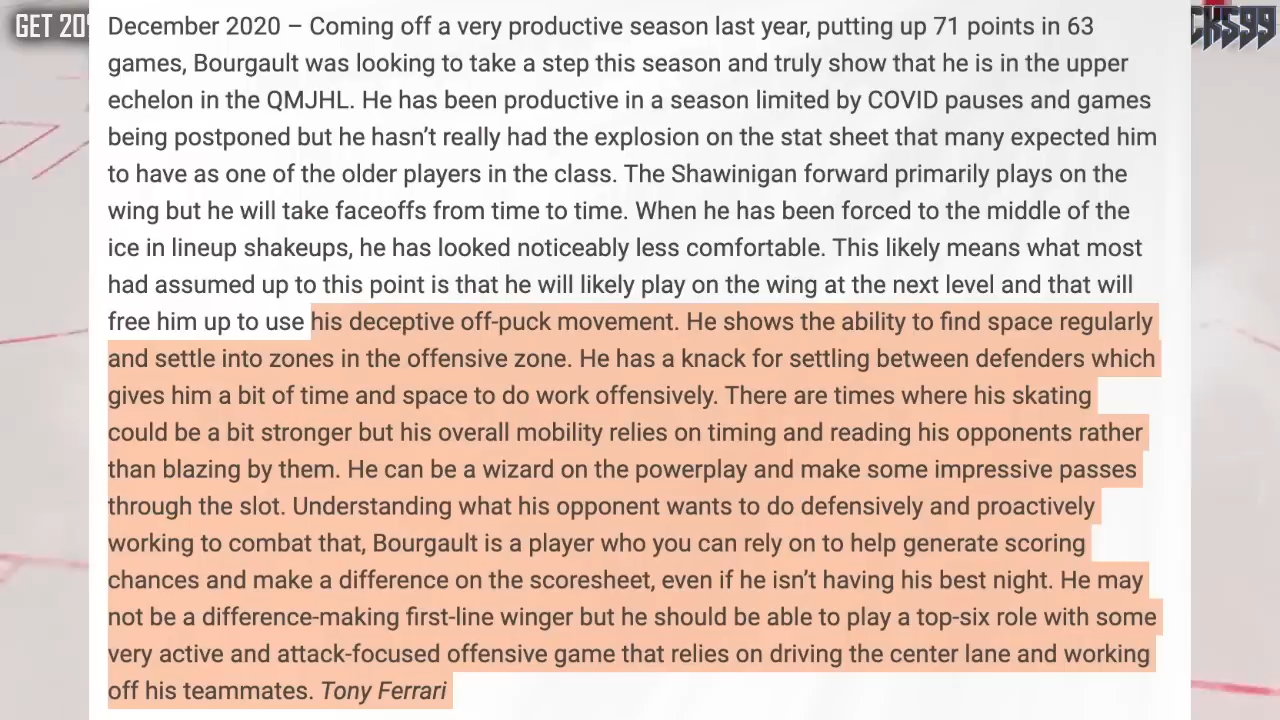 GET 20
CKS99
December 2020 – Coming off a very productive season last year, putting up 71 points in 63
games, Bourgault was looking to take a step this season and truly show that he is in the upper
echelon in the QMJHL. He has been productive in a season limited by COVID pauses and games
being postponed but he hasn’t really had the explosion on the stat sheet that many expected him
to have as one of the older players in the class. The Shawinigan forward primarily plays on the
wing but he will take faceoffs from time to time. When he has been forced to the middle of the
ice in lineup shakeups, he has looked noticeably less comfortable. This likely means what most
had assumed up to this point is that he will likely play on the wing at the next level and that will
free him up to use his deceptive off-puck movement. He shows the ability to find space regularly
and settle into zones in the offensive zone. He has a knack for settling between defenders which
gives him a bit of time and space to do work offensively. There are times where his skating
could be a bit stronger but his overall mobility relies on timing and reading his opponents rather
than blazing by them. He can be a wizard on the powerplay and make some impressive passes
through the slot. Understanding what his opponent wants to do defensively and proactively
working to combat that, Bourgault is a player who you can rely on to help generate scoring
chances and make a difference on the scoresheet, even if he isn’t having his best night. He may
not be a difference-making first-line winger but he should be able to play a top-six role with some
very active and attack-focused offensive game that relies on driving the center lane and working
off his teammates. Tony Ferrari